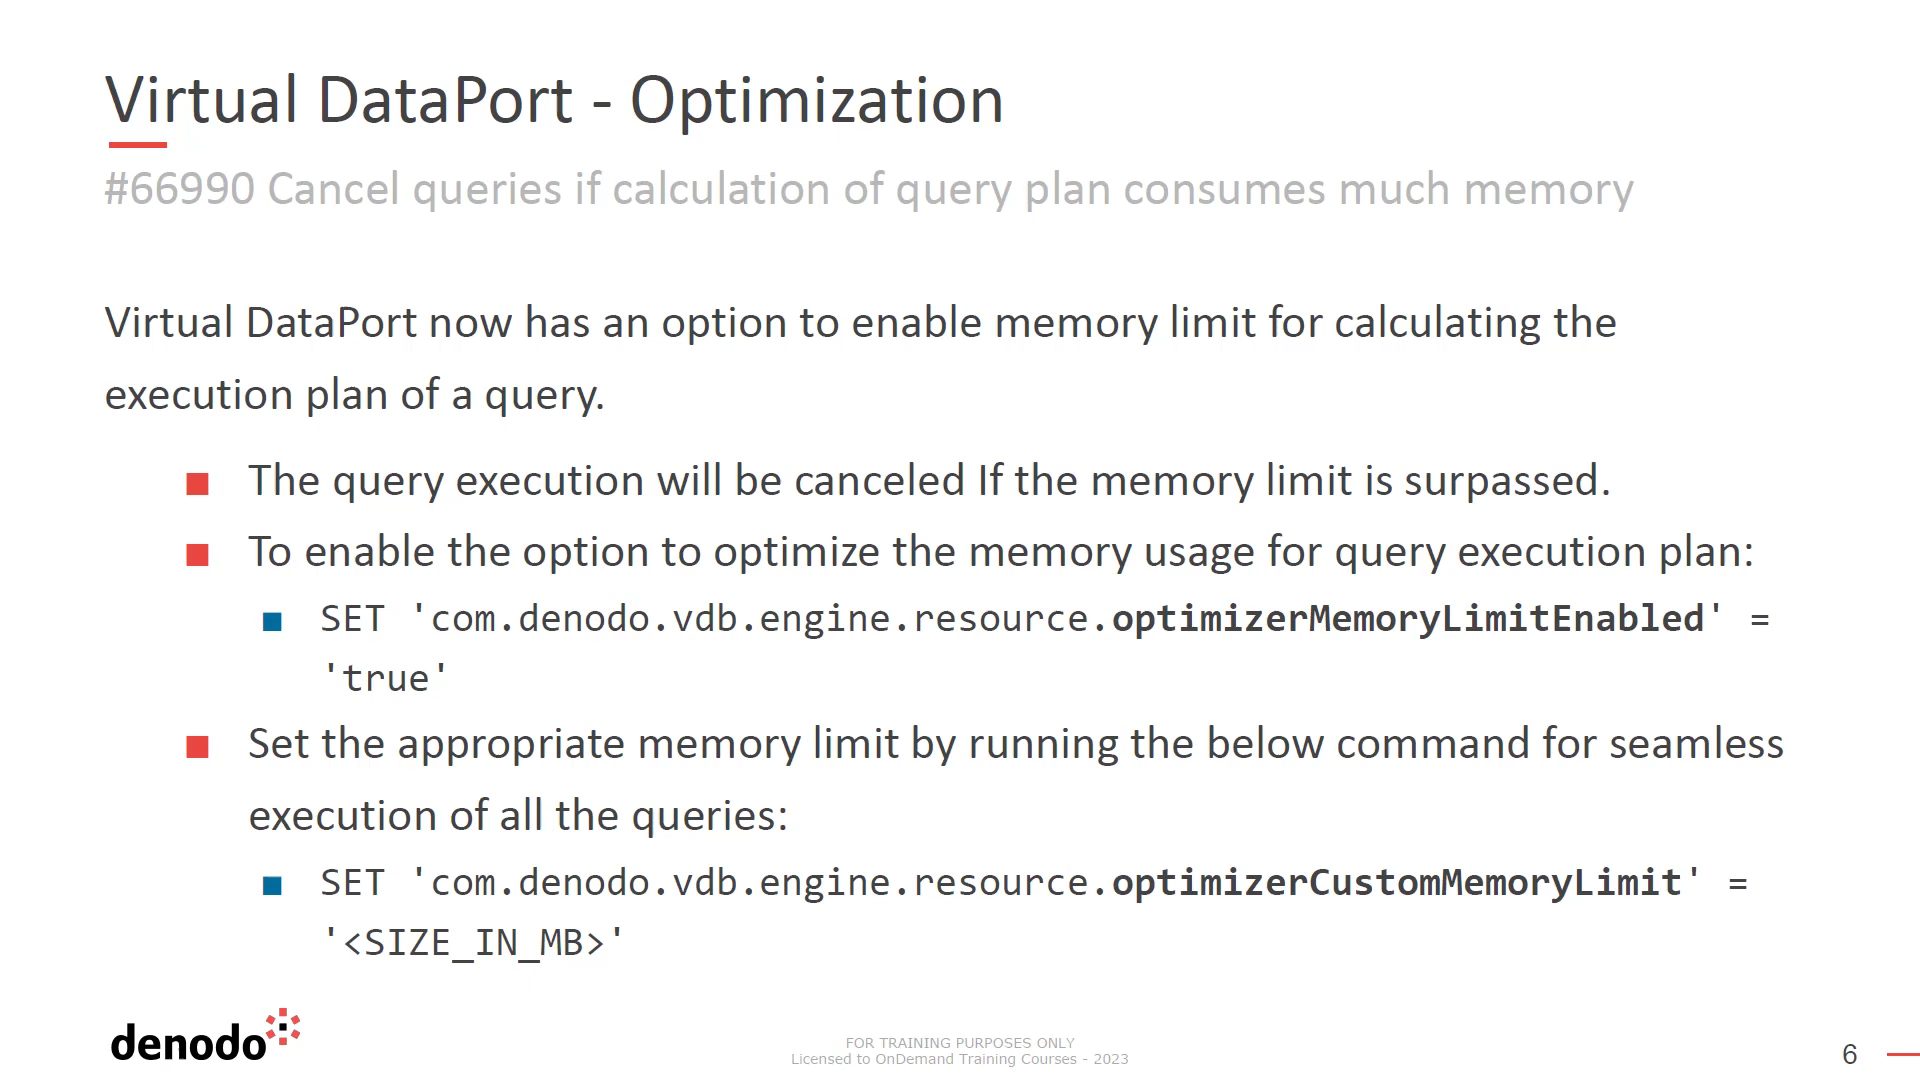 Virtual DataPort - Optimization
#66990 Cancel queries if calculation of query plan consumes much memory
Virtual DataPort now has an option to enable memory limit for calculating the
execution plan of a query.
The query execution will be canceled If the memory limit is surpassed.
To enable the option to optimize the memory usage for query execution plan:
SET 'com.denodo.vdb.engine.resource.optimizerMemoryLimitEnabled' =
'true'
Set the appropriate memory limit by running the below command for seamless
execution of all the queries:
SET 'com.denodo.vdb.engine.resource.optimizerCustomMemoryLimit' =
'<SIZE_IN_MB>'
denodo
FOR TRAINING PURPOSES ONLY
Licensed to OnDemand Training Courses - 2023
6